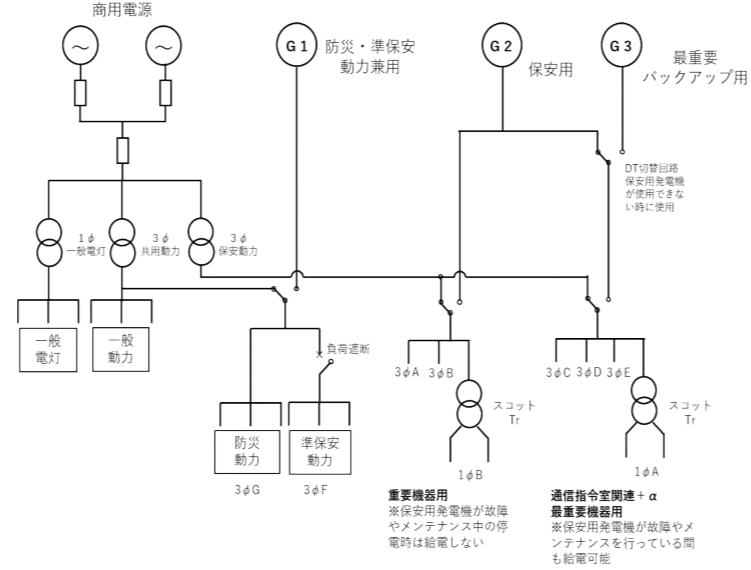 商用電源
～
～
G1
防災・準保安
動力兼用
G2
保安用
G3
最重要
バックアップ用
DT切替回路
保安用発電機
が使用できな
い時に使用
1φ
一般電灯
3φ
共用動力
3φ
保安動力
一般
電灯
一般
動力
負荷遮断
3φA
3φB
スコット
Tr
3φC
3φD
3φE
スコット
Tr
防災
動力
準保安
動力
3φG
3φF
1φB
1φA
重要機器用
※保安用発電機が故障
やメンテナンス中の停
電時は給電しない
通信指令室関連＋α
最重要機器用
※保安用発電機が故障やメ
ンテナンスを行っている間
も給電可能